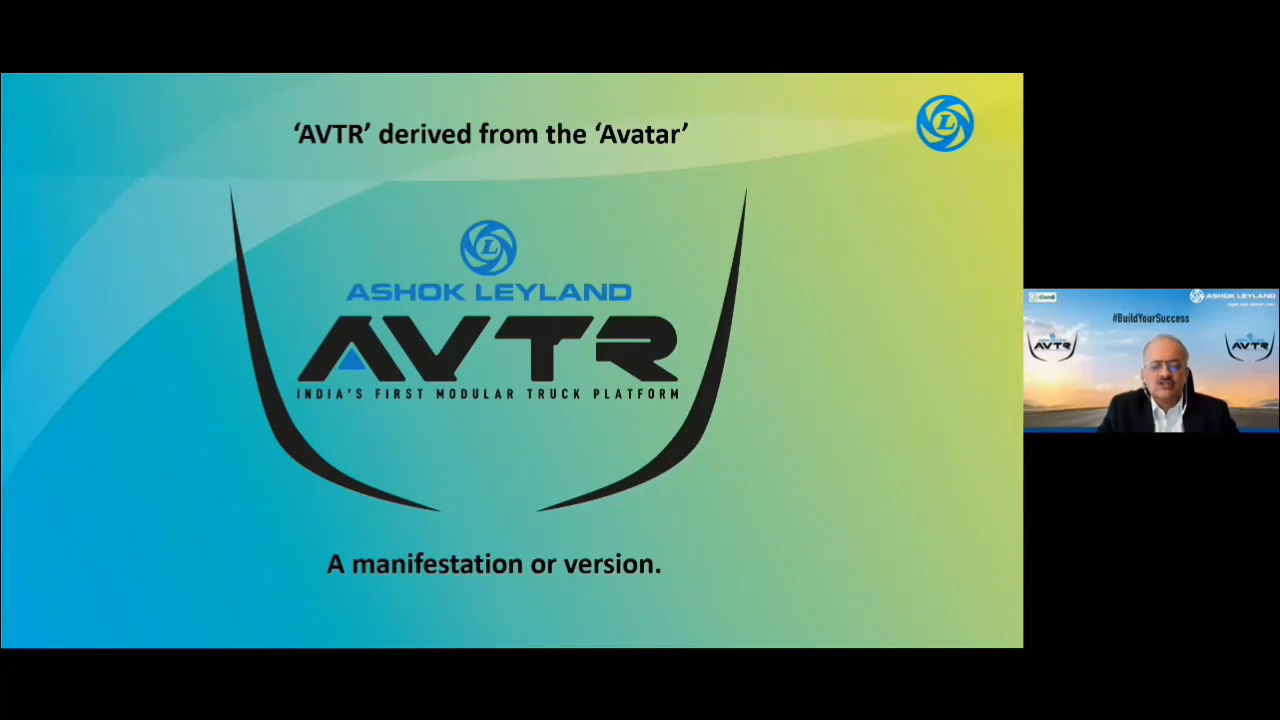 ‘AVTR’ derived from the ‘Avatar’
L
L
ASHOK LEYLAND
AVTR
INDIA'S FIRST MODULAR TRUCK PLATFORM
A manifestation or version.
ASHOK LEYLAND
#BuildYourSuccess
AVTR
AVTR